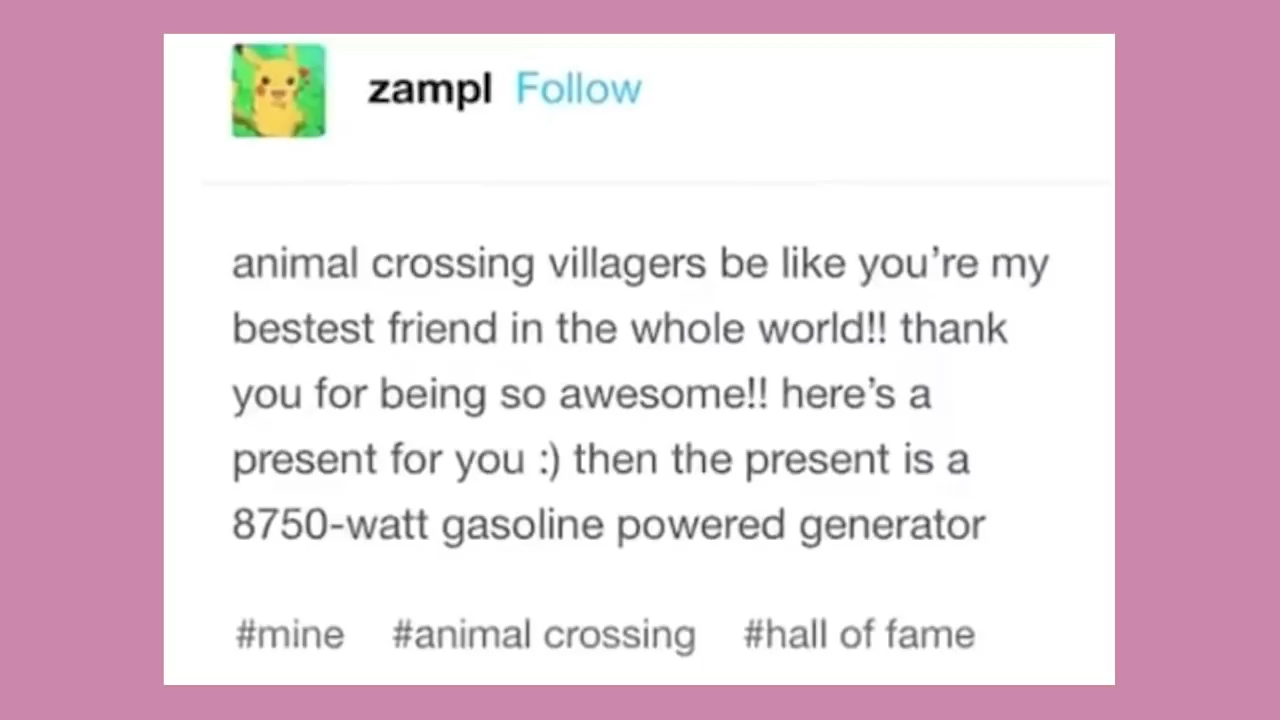 zampl Follow
animal crossing villagers be like you’re my
bestest friend in the whole world!! thank
you for being so awesome!! here’s a
present for you :) then the present is a
8750-watt gasoline powered generator
#mine #animal crossing #hall of fame